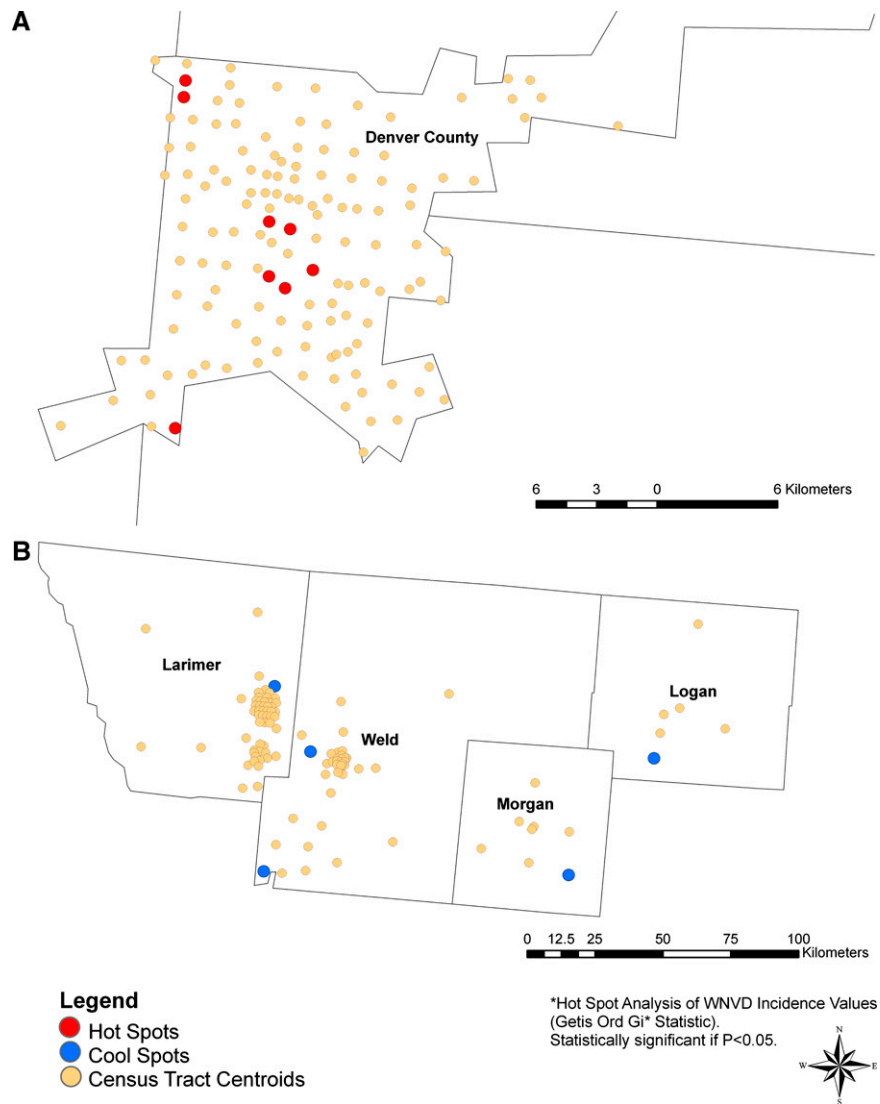 A
Denver County
6 3 0 6 Kilometers
B
Larimer
Logan
Weld
Morgan
0 12.5 25 50 75 100
Kilometers
Legend
Hot Spots
Cool Spots
Census Tract Centroids
*Hot Spot Analysis of WNVD Incidence Values
(Getis Ord Gi* Statistic).
Statistically significant if P<0.05.
N
W E
S